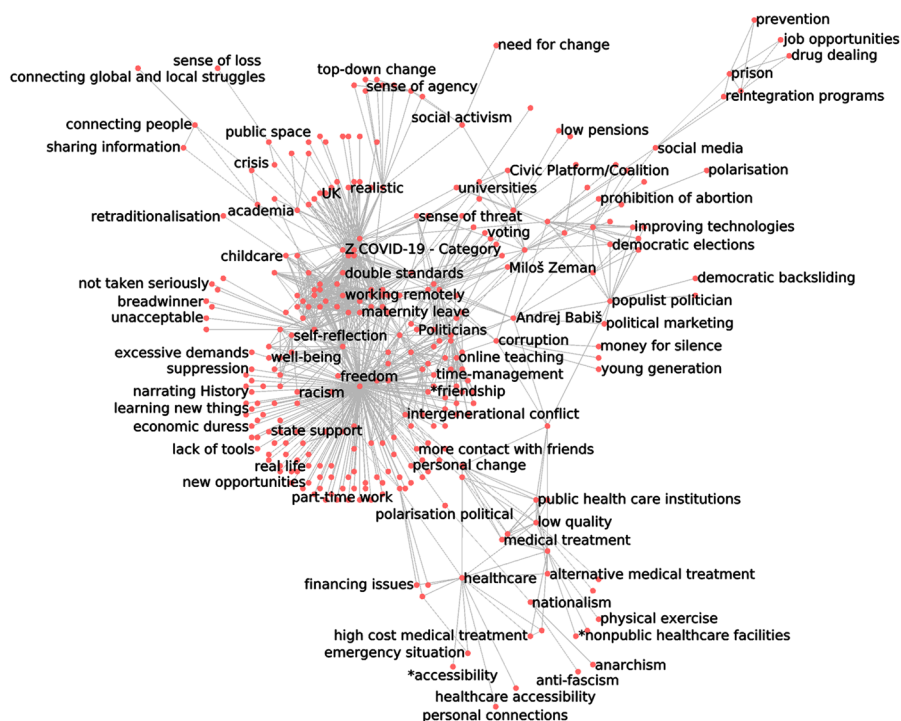 prevention
job opportunities
need for change
drug dealing
sense of loss
top-down change
prison
connecting global and local struggles
sense of agency
reintegration programs
social activism
connecting people
public space
low pensions
sharing information
social media
crisis
Civic Platform/Coalition
polarisation
UK
realistic
universities
prohibition of abortion
retraditionalisation
academia
sense of threat
improving technologies
voting
Z COVID-19 - Category
democratic elections
childcare
double standards
Miloš Zeman
not taken seriously
democratic backsliding
breadwinner
working remotely
populist politician
unacceptable
maternity leave
Andrej Babiš
political marketing
self-reflection
Politicians
corruption
money for silence
excessive demands
well-being
online teaching
suppression
freedom
time-management
young generation
narrating History
racism
*friendship
learning new things
intergenerational conflict
economic duress
state support
lack of tools
more contact with friends
real life
personal change
new opportunities
part-time work
public health care institutions
polarisation political
low quality
medical treatment
financing issues
healthcare
alternative medical treatment
nationalism
physical exercise
high cost medical treatment
*nonpublic healthcare facilities
emergency situation
*accessibility
anarchism
anti-fascism
healthcare accessibility
personal connections